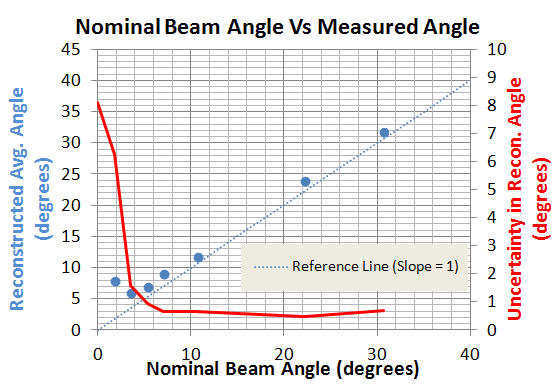 Nominal Beam Angle Vs Measured Angle
45
40
35
30
25
20
15
10
5
0
Reconstructed Avg. Angle
(degrees)
10
9
8
7
6
5
4
3
2
1
0
Uncertainty in Recon. Angle
(degrees)
Reference Line (Slope = 1)
0 10 20 30 40
Nominal Beam Angle (degrees)